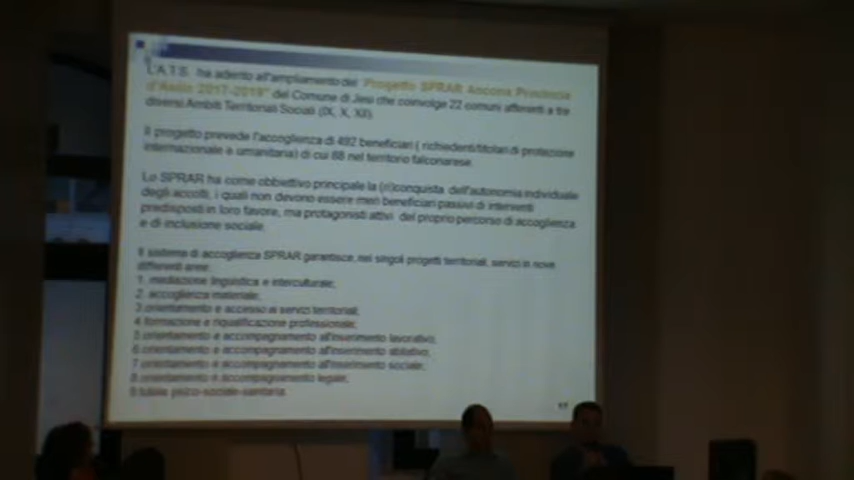 L'A.T.S. ha aderito all'ampliamento del "Progetto SPRAR Ancona Provincia
d'Asilo 2017-2019" del Comune di Jesi che coinvolge 22 comuni afferenti a tre
diversi Ambiti Territoriali Sociali (IX, X, XII).
Il progetto prevede l'accoglienza di 492 beneficiari ( richiedenti/titolari di protezione
internazionale e umanitaria) di cui 88 nel territorio falconarese.
Lo SPRAR ha come obbiettivo principale la (ri)conquista dell'autonomia individuale
degli accolti, i quali non devono essere meri beneficiari passivi di interventi
predisposti in loro favore, ma protagonisti attivi del proprio percorso di accoglienza
e di inclusione sociale.
Il sistema di accoglienza SPRAR garantisce, nei singoli progetti territoriali, servizi in nove
differenti aree:
1. mediazione linguistica e interculturale;
2. accoglienza materiale;
3.orientamento e accesso ai servizi territoriali;
4.formazione e riqualificazione professionale;
5.orientamento e accompagnamento all'inserimento lavorativo;
6.orientamento e accompagnamento all'inserimento abitativo;
7.orientamento e accompagnamento all'inserimento sociale;
8.orientamento e accompagnamento legale;
9.tutela psico-socio-sanitaria.
17